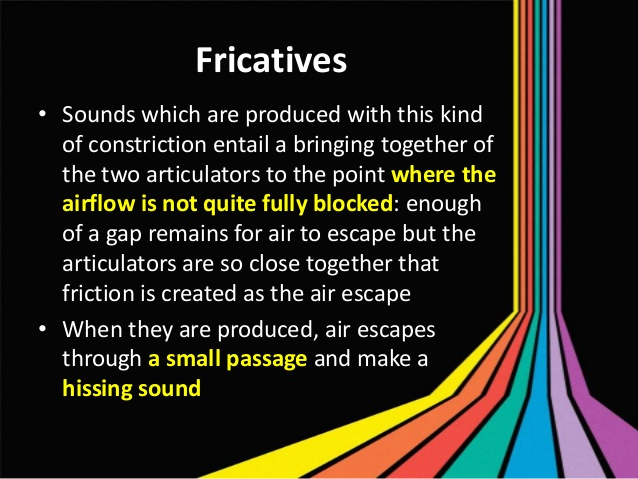 Fricatives
• Sounds which are produced with this kind
of constriction entail a bringing together of
the two articulators to the point where the
airflow is not quite fully blocked: enough
of a gap remains for air to escape but the
articulators are so close together that
friction is created as the air escape
• When they are produced, air escapes
through a small passage and make a
hissing sound